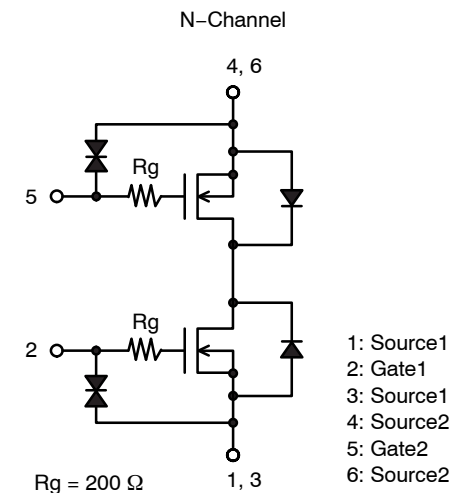 N−Channel
4, 6
Rg
5
Rg
2
1: Source1
2: Gate1
3: Source1
4: Source2
5: Gate2
6: Source2
Rg = 200 Ω
1, 3